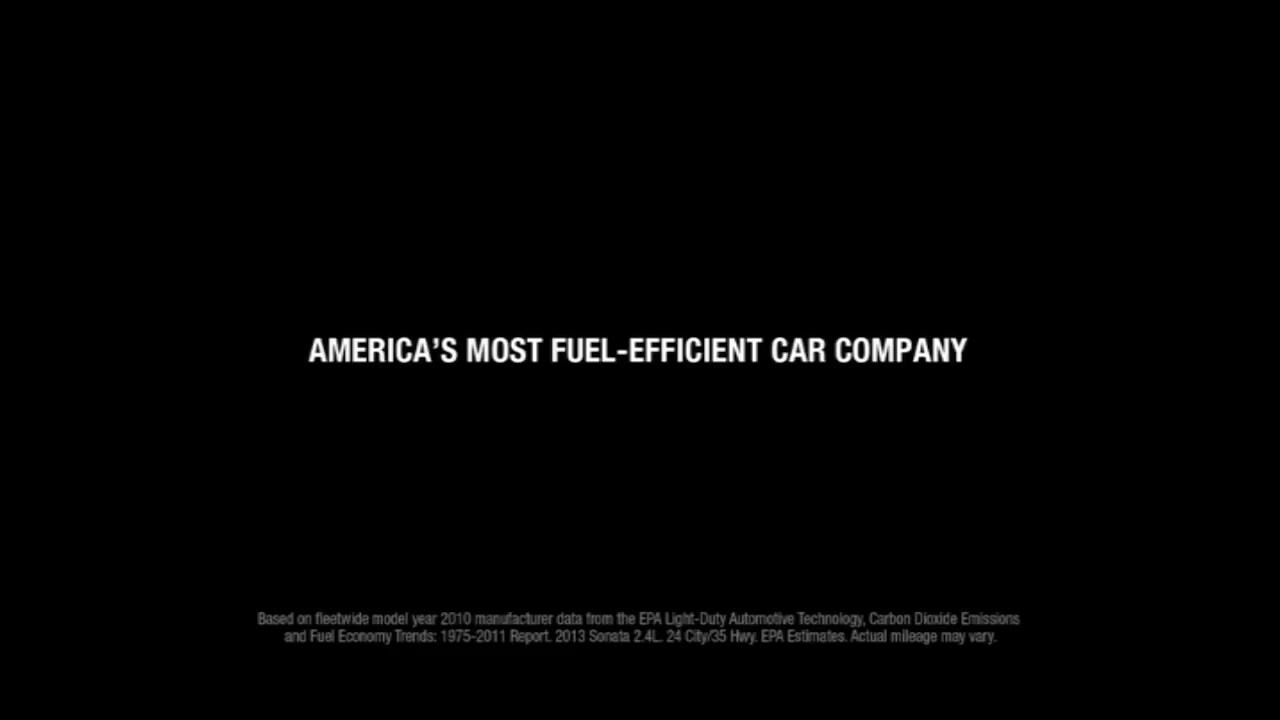 AMERICA’S MOST FUEL-EFFICIENT CAR COMPANY
Based on fleetwide model year 2010 manufacturer data from the EPA Light-Duty Automotive Technology, Carbon Dioxide Emissions
and Fuel Economy Trends: 1975-2011 Report. 2013 Sonata 2.4L. 24 City/35 Hwy. EPA Estimates. Actual mileage may vary.